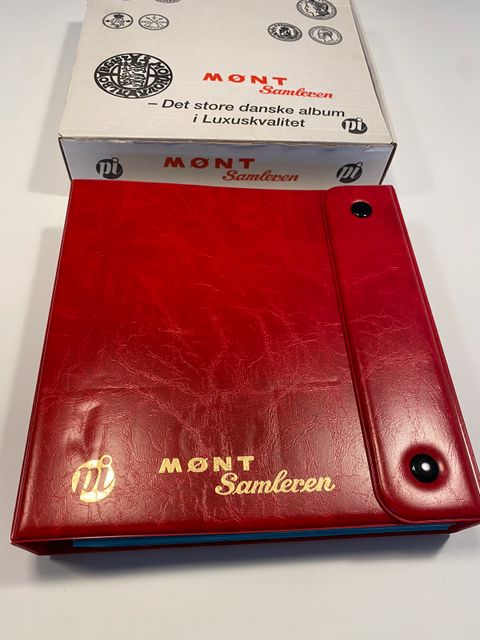 MØNT
Samleren
– Det store danske album
i Luxuskvalitet
pi
pi
MØNT
Samleren
pi
pi
MØNT
Samleren